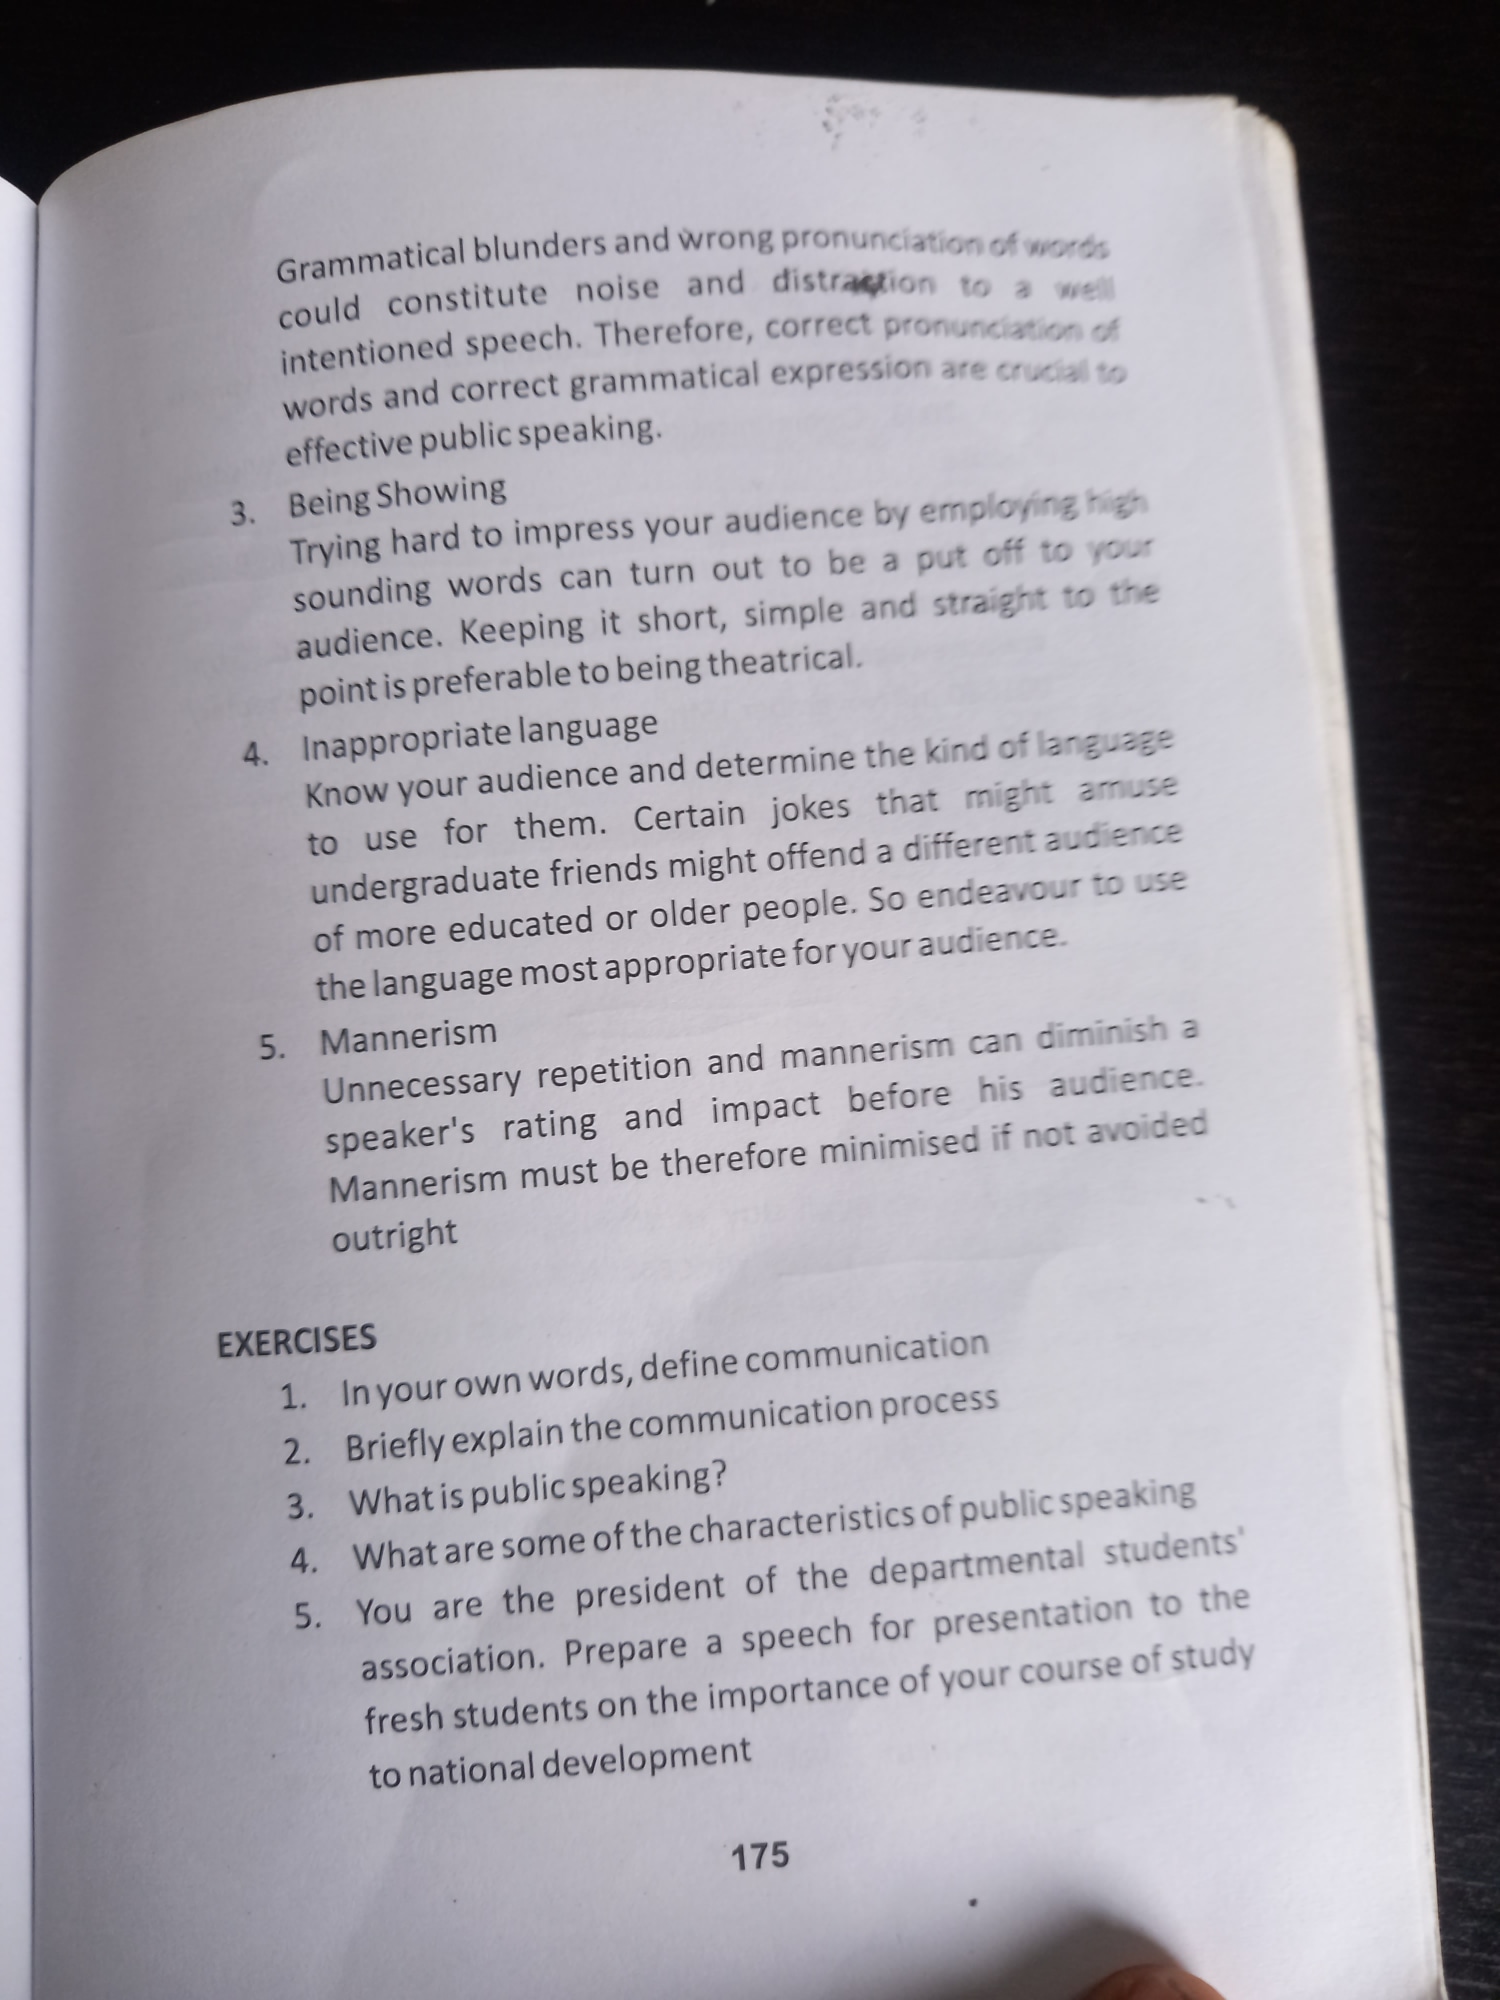 Grammatical blunders and wrong pronunciation of words
could constitute noise and distraction to a well
intentioned speech. Therefore, correct pronunciation of
words and correct grammatical expression are crucial to
effective public speaking.
3. Being Showing
Trying hard to impress your audience by employing high
sounding words can turn out to be a put off to your
audience. Keeping it short, simple and straight to the
point is preferable to being theatrical.
4. Inappropriate language
Know your audience and determine the kind of language
to use for them. Certain jokes that might amuse
undergraduate friends might offend a different audience
of more educated or older people. So endeavour to use
the language most appropriate for your audience.
5. Mannerism
Unnecessary repetition and mannerism can diminish a
speaker's rating and impact before his audience.
Mannerism must be therefore minimised if not avoided
outright
EXERCISES
1. In your own words, define communication
2. Briefly explain the communication process
3. What is public speaking?
4. What are some of the characteristics of public speaking
5. You are the president of the departmental students'
association. Prepare a speech for presentation to the
fresh students on the importance of your course of study
to national development
175